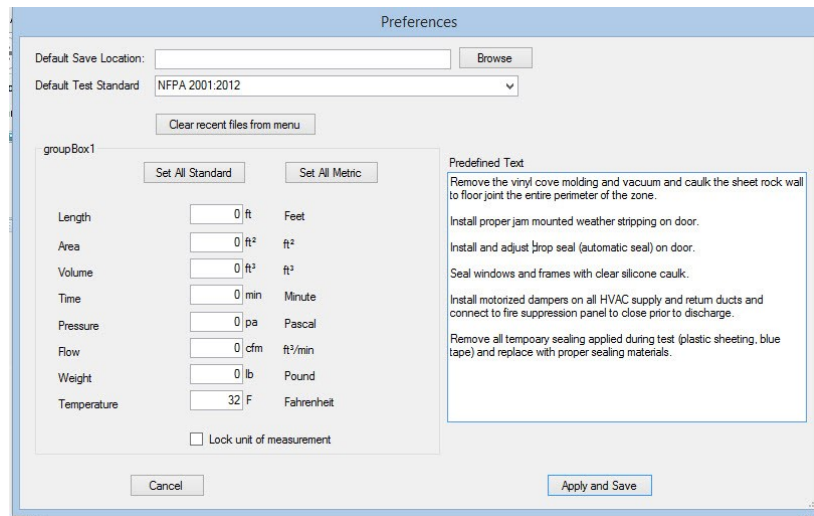 Preferences
Default Save Location:
Browse
Default Test Standard
NFPA 2001:2012
Clear recent files from menu
groupBox1
Set All Standard
Set All Metric
Length 0 ft Feet
Area 0 ft² ft²
Volume 0 ft³ ft³
Time 0 min Minute
Pressure 0 pa Pascal
Flow 0 cfm ft³/min
Weight 0 lb Pound
Temperature 32 F Fahrenheit
Lock unit of measurement
Predefined Text
Remove the vinyl cove molding and vacuum and caulk the sheet rock wall
to floor joint the entire perimeter of the zone.
Install proper jam mounted weather stripping on door.
Install and adjust drop seal (automatic seal) on door.
Seal windows and frames with clear silicone caulk.
Install motorized dampers on all HVAC supply and return ducts and
connect to fire suppression panel to close prior to discharge.
Remove all tempoary sealing applied during test (plastic sheeting, blue
tape) and replace with proper sealing materials.
Cancel
Apply and Save